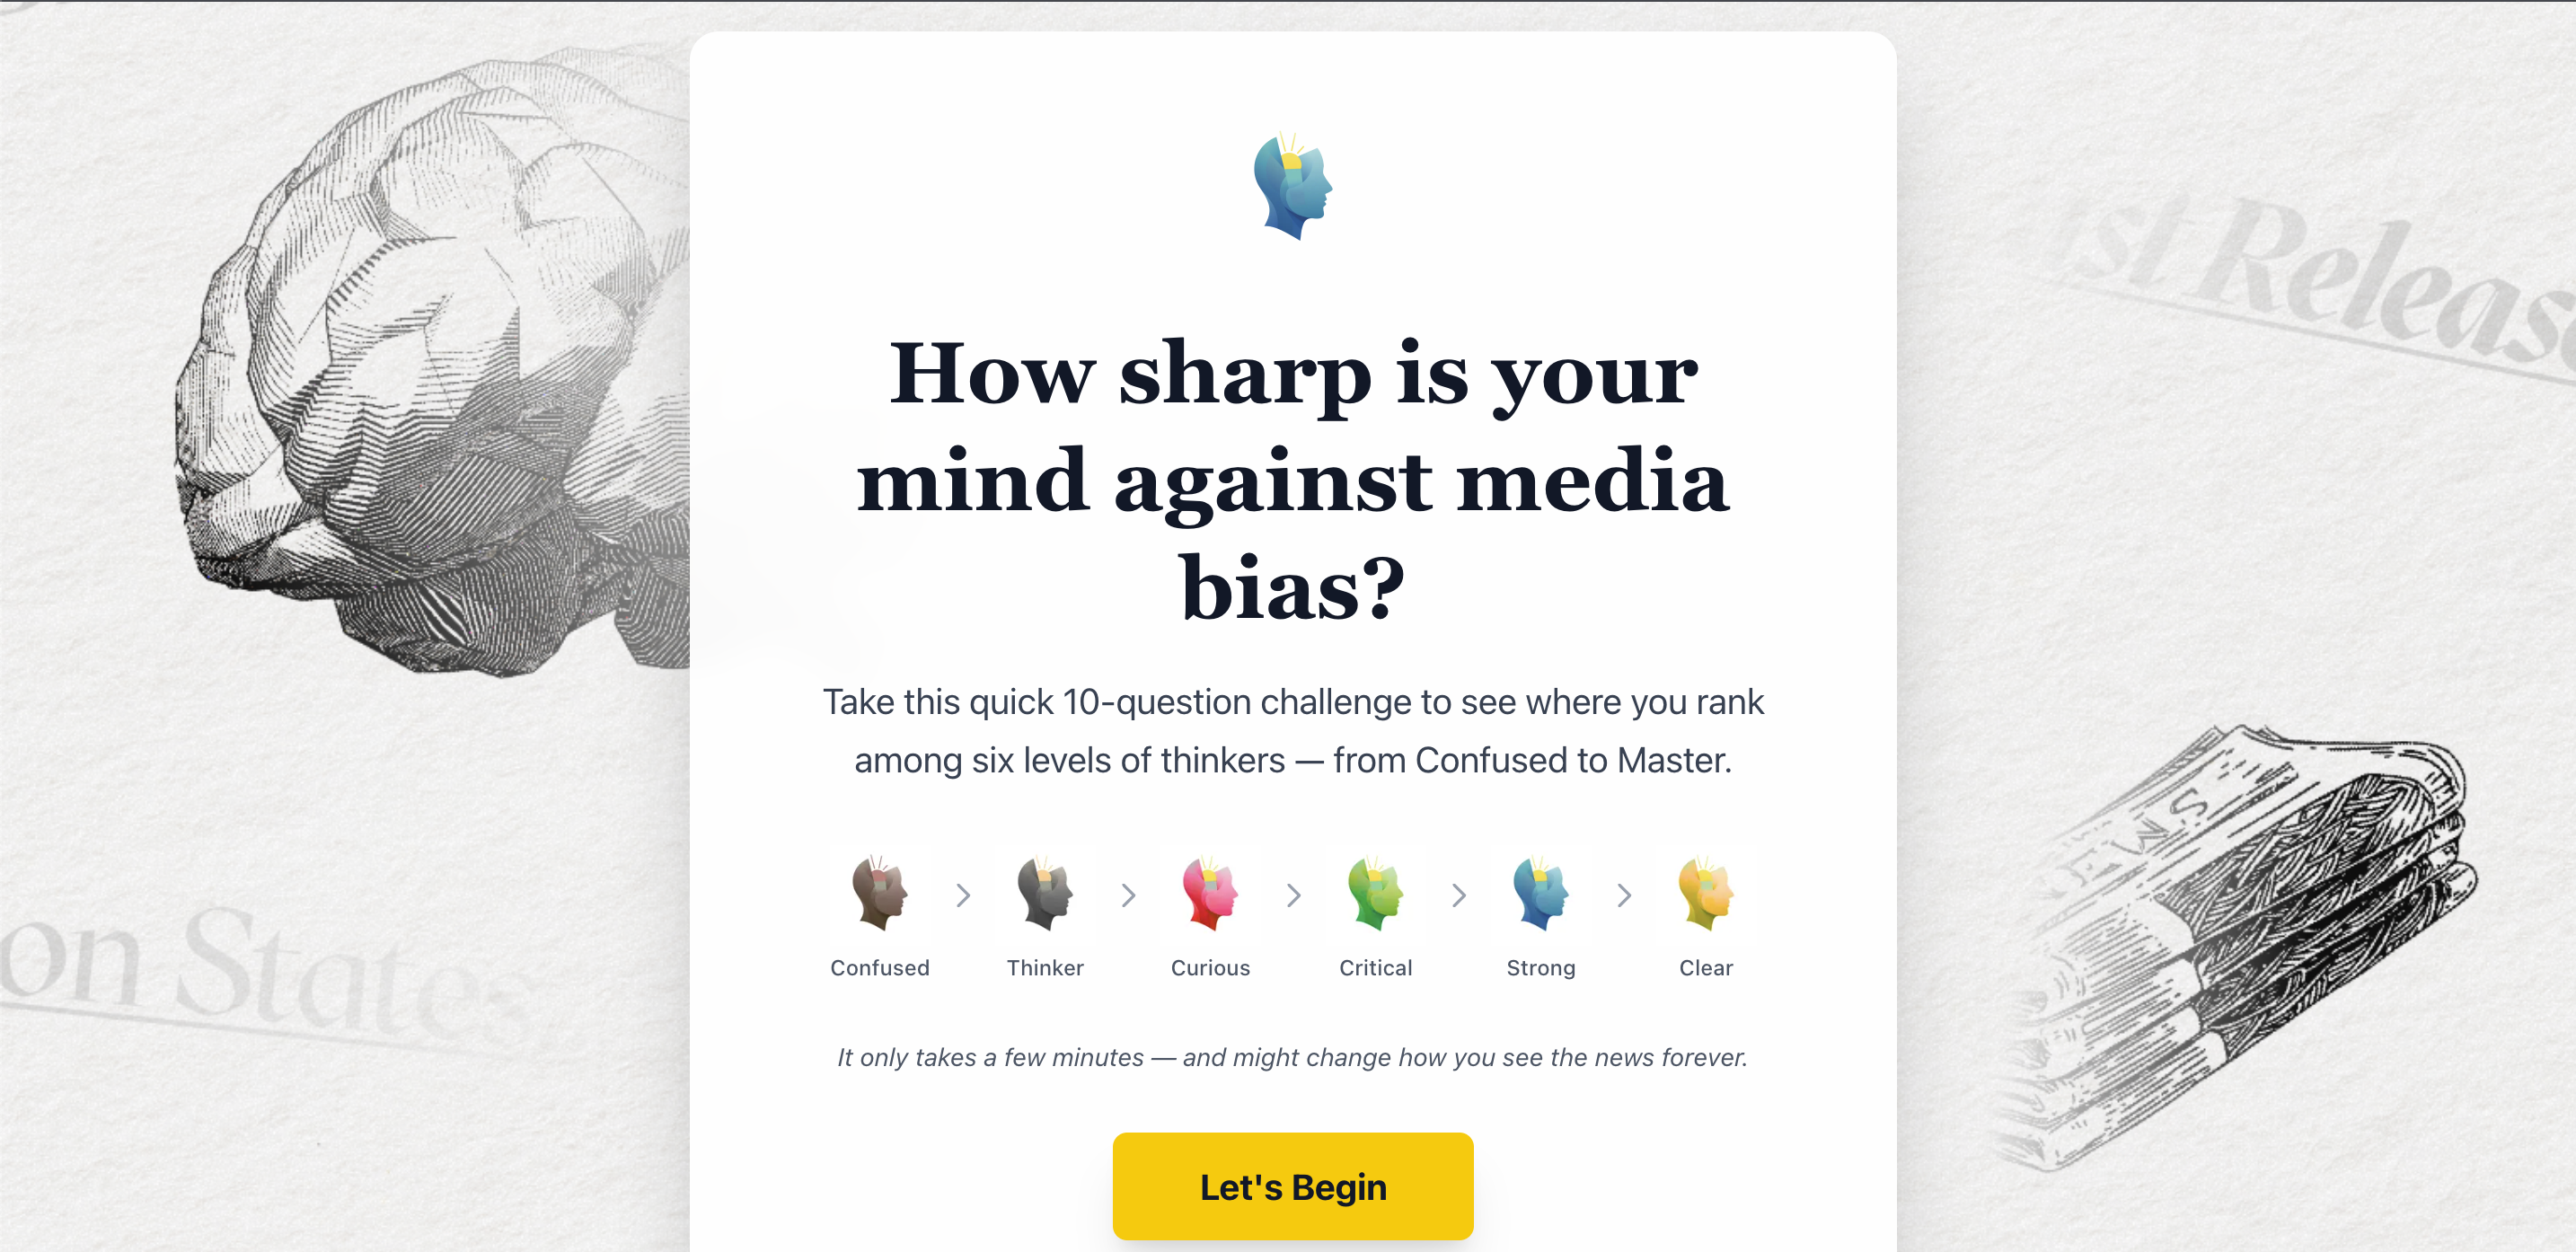 How sharp is your
mind against media
bias?
Take this quick 10-question challenge to see where you rank
among six levels of thinkers — from Confused to Master.
Confused
Thinker
Curious
Critical
Strong
Clear
It only takes a few minutes — and might change how you see the news forever.
Let's Begin
st Release
on States
EWS